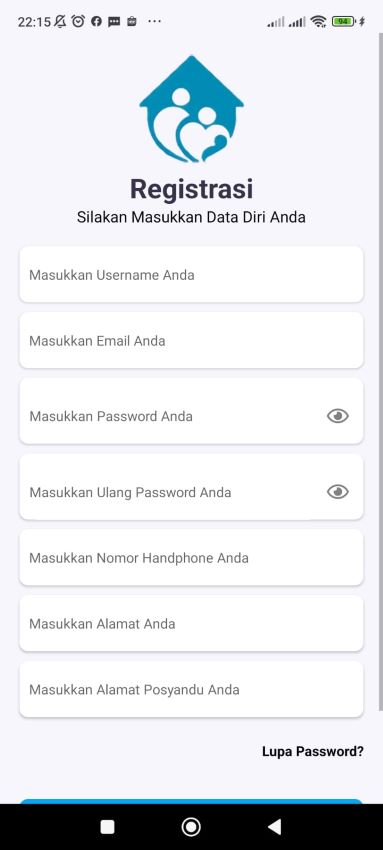 22:15
94
Registrasi
Silakan Masukkan Data Diri Anda
Masukkan Username Anda
Masukkan Email Anda
Masukkan Password Anda
Masukkan Ulang Password Anda
Masukkan Nomor Handphone Anda
Masukkan Alamat Anda
Masukkan Alamat Posyandu Anda
Lupa Password?